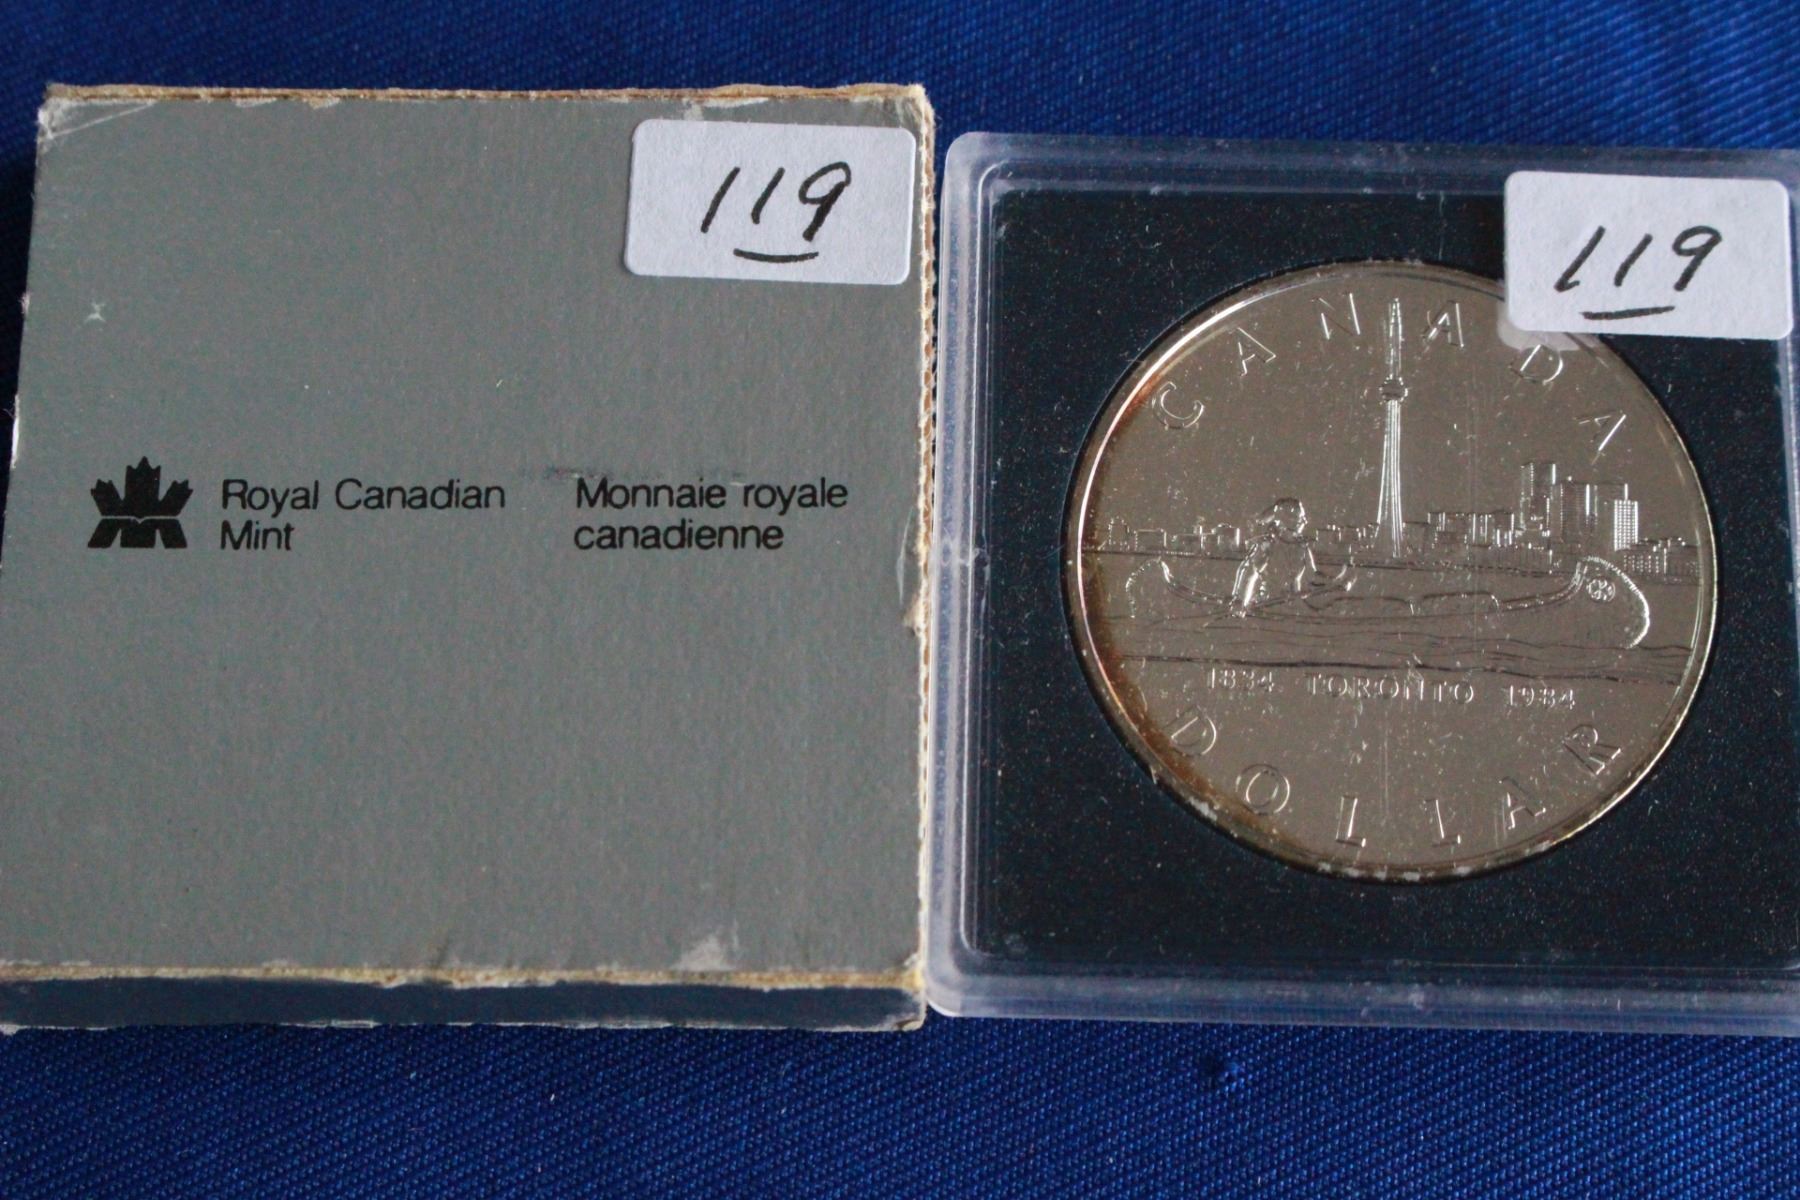 119
Royal Canadian
Mint
Monnaie royale
canadienne
119
CANADA
1834 TORONTO 1984
DOLLAR